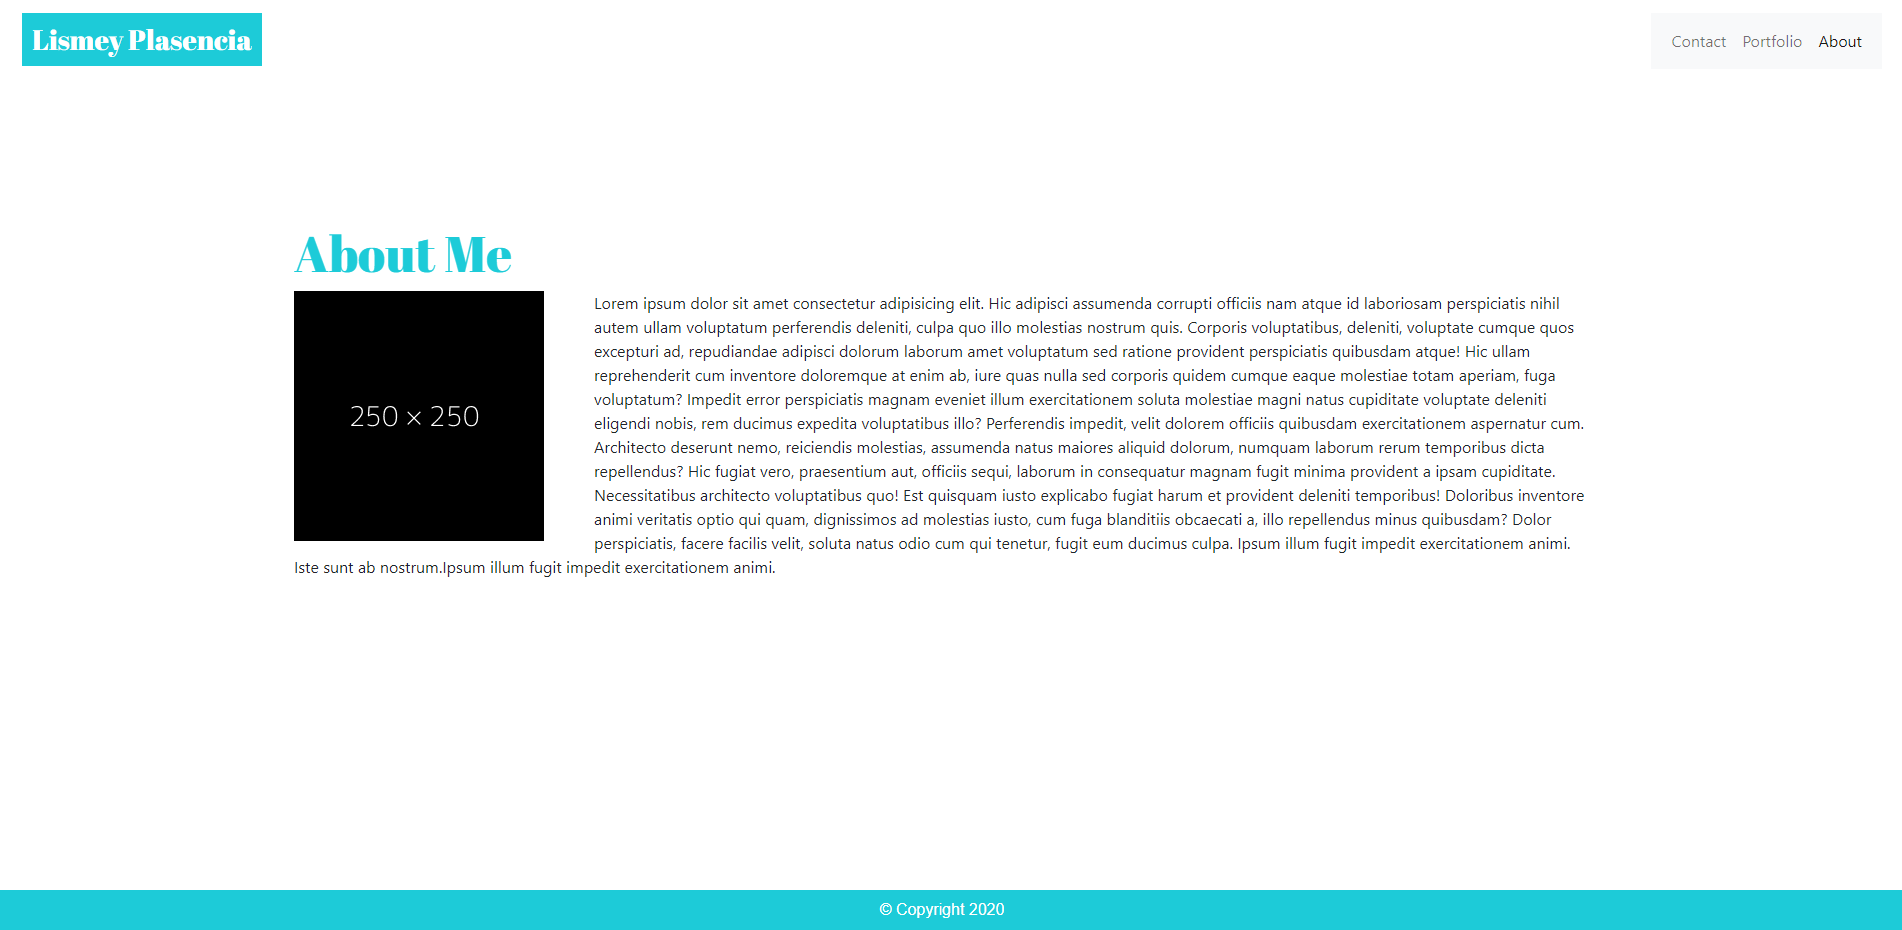 Lismey Plasencia
Contact Portfolio About
About Me
250 × 250
Lorem ipsum dolor sit amet consectetur adipisicing elit. Hic adipisci assumenda corrupti officiis nam atque id laboriosam perspiciatis nihil
autem ullam voluptatum perferendis deleniti, culpa quo illo molestias nostrum quis. Corporis voluptatibus, deleniti, voluptate cumque quos
excepturi ad, repudiandae adipisci dolorum laborum amet voluptatum sed ratione provident perspiciatis quibusdam atque! Hic ullam
reprehenderit cum inventore doloremque at enim ab, iure quas nulla sed corporis quidem cumque eaque molestiae totam aperiam, fuga
voluptatum? Impedit error perspiciatis magnam eveniet illum exercitationem soluta molestiae magni natus cupiditate voluptate deleniti
eligendi nobis, rem ducimus expedita voluptatibus illo? Perferendis impedit, velit dolorem officiis quibusdam exercitationem aspernatur cum.
Architecto deserunt nemo, reiciendis molestias, assumenda natus maiores aliquid dolorum, numquam laborum rerum temporibus dicta
repellendus? Hic fugiat vero, praesentium aut, officiis sequi, laborum in consequatur magnam fugit minima provident a ipsam cupiditate.
Necessitatibus architecto voluptatibus quo! Est quisquam iusto explicabo fugiat harum et provident deleniti temporibus! Doloribus inventore
animi veritatis optio qui quam, dignissimos ad molestias iusto, cum fuga blanditiis obcaecati a, illo repellendus minus quibusdam? Dolor
perspiciatis, facere facilis velit, soluta natus odio cum qui tenetur, fugit eum ducimus culpa. Ipsum illum fugit impedit exercitationem animi.
Iste sunt ab nostrum.Ipsum illum fugit impedit exercitationem animi.
© Copyright 2020